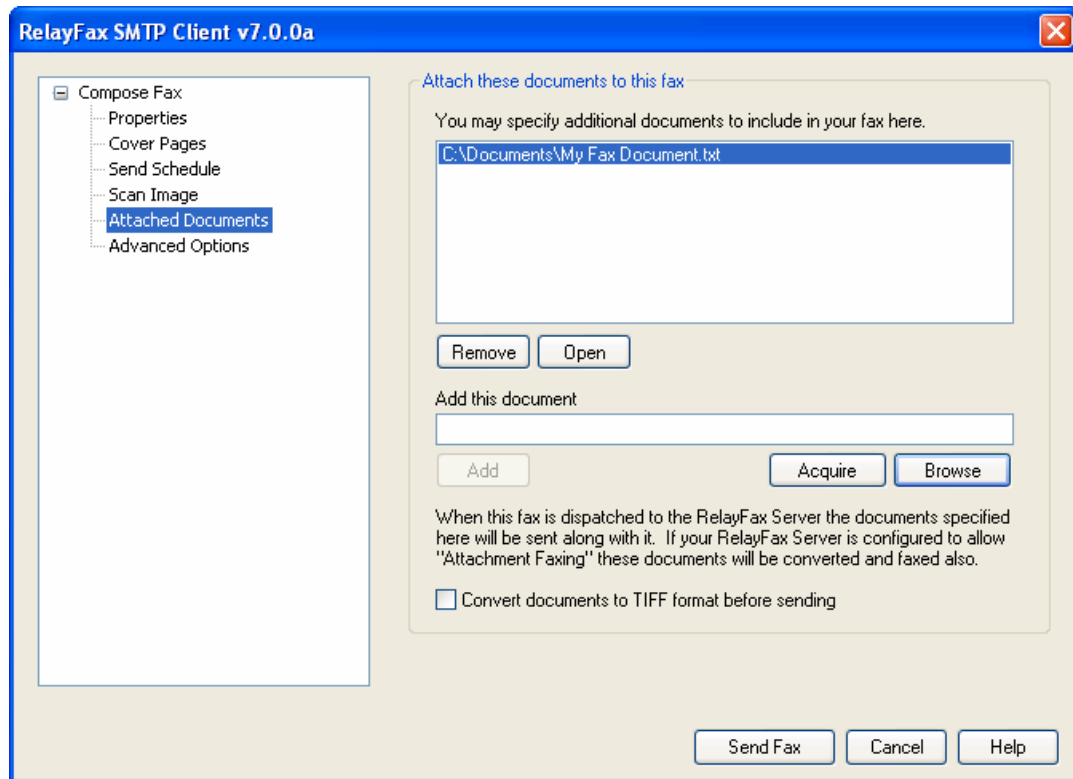 RelayFax SMTP Client v7.0.0a
Compose Fax
Properties
Cover Pages
Send Schedule
Scan Image
Attached Documents
Advanced Options
Attach these documents to this fax
You may specify additional documents to include in your fax here.
C:\Documents\My Fax Document.txt
Remove
Open
Add this document
Add
Acquire
Browse
When this fax is dispatched to the RelayFax Server the documents specified
here will be sent along with it.  If your RelayFax Server is configured to allow
"Attachment Faxing" these documents will be converted and faxed also.
Convert documents to TIFF format before sending
Send Fax
Cancel
Help